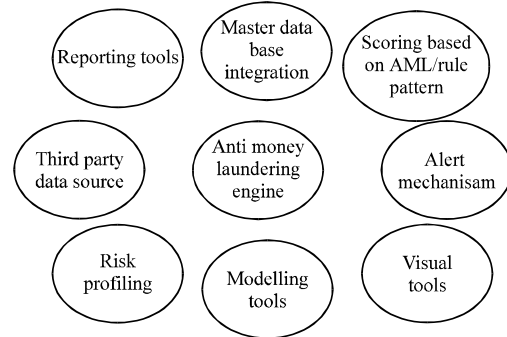 Reporting tools
Master data
base
integration
Scoring based
on AML/rule
pattern
Third party
data source
Anti money
laundering
engine
Alert
mechanisam
Risk
profiling
Modelling
tools
Visual
tools